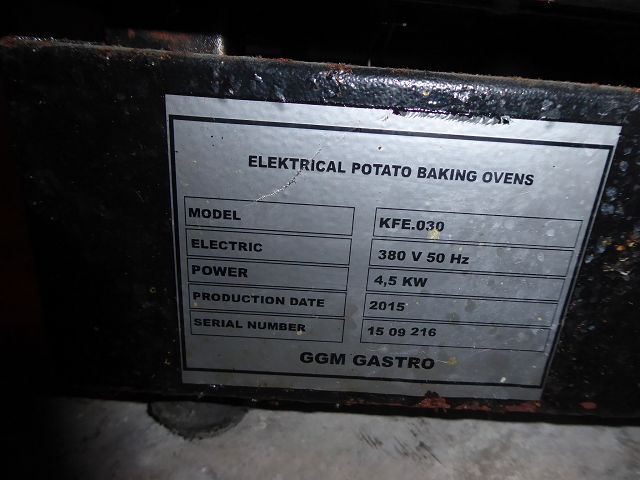 ELEKTRICAL POTATO BAKING OVENS
MODEL KFE.030
ELECTRIC 380 V 50 Hz
POWER 4,5 KW
PRODUCTION DATE 2015
SERIAL NUMBER 15 09 216
GGM GASTRO